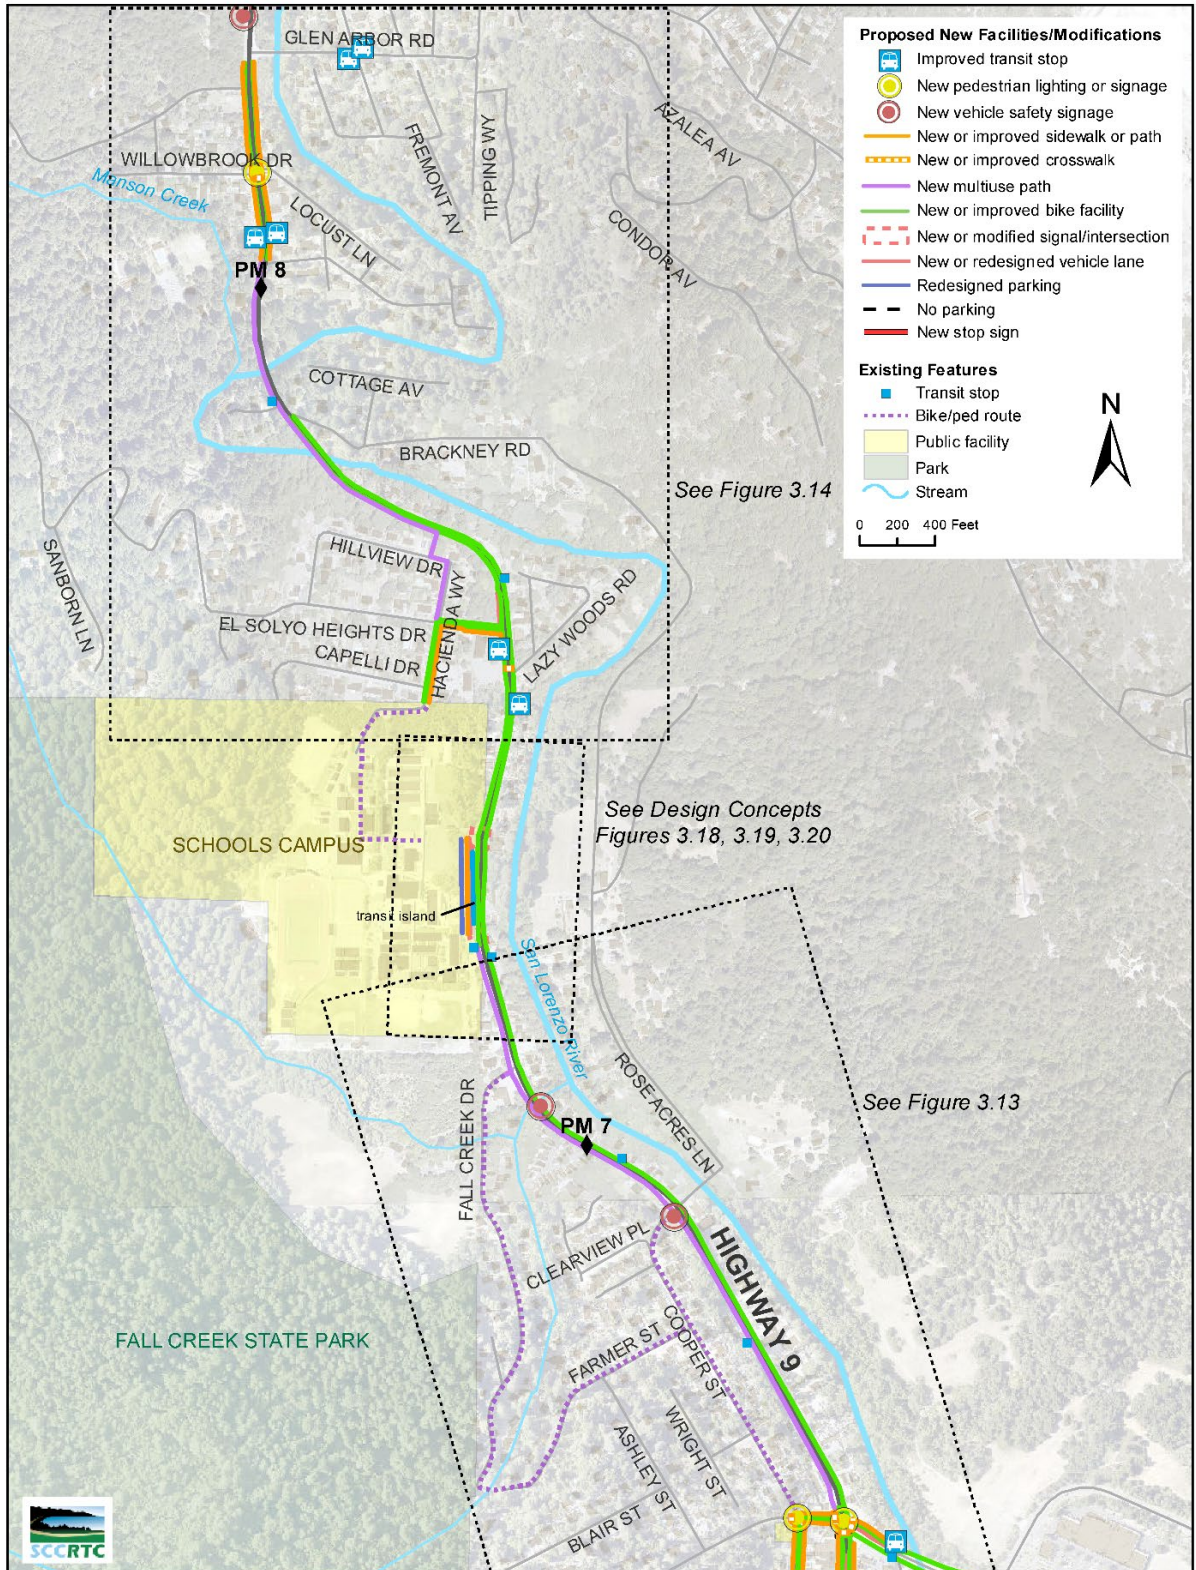 GLEN ARBOR RD
AZALEA AV
FREMONT AV
TIPPING WY
WILLOWBROOK DR
Manson Creek
LOCUST LN
CONDOR AV
PM 8
COTTAGE AV
BRACKNEY RD
See Figure 3.14
SANBORN LN
HILLVIEW DR
HACIENDA WY
LAZY WOODS RD
EL SOLYO HEIGHTS DR
CAPELLI DR
See Design Concepts
Figures 3.18, 3.19, 3.20
SCHOOLS CAMPUS
transit island
San Lorenzo River
ROSE ACRES LN
FALL CREEK DR
PM 7
See Figure 3.13
CLEARVIEW PL
HIGHWAY 9
FALL CREEK STATE PARK
FARMER ST
COOPER ST
WRIGHT ST
ASHLEY ST
BLAIR ST
SCCRTC
Proposed New Facilities/Modifications
Improved transit stop
New pedestrian lighting or signage
New vehicle safety signage
New or improved sidewalk or path
New or improved crosswalk
New multiuse path
New or improved bike facility
New or modified signal/intersection
New or redesigned vehicle lane
Redesigned parking
No parking
New stop sign
Existing Features
Transit stop
Bike/ped route
Public facility
Park
Stream
0 200 400 Feet
N